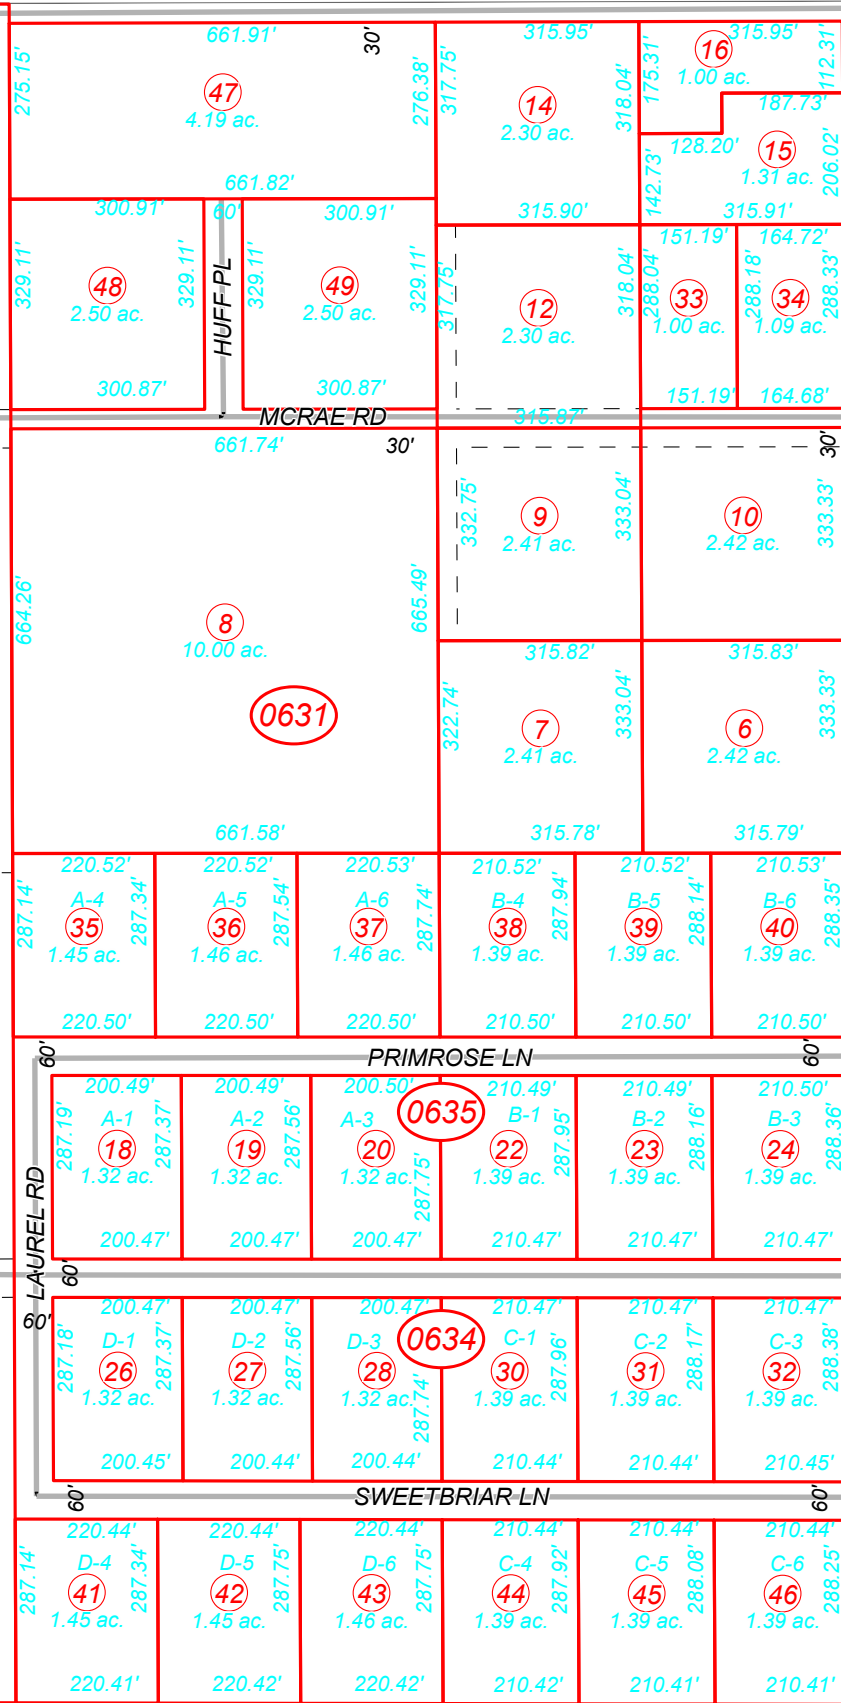 661.91'
30'
315.95'
16
315.95'
275.15'
276.38'
317.75'
318.04'
175.31'
112.31'
47
4.19 ac.
14
2.30 ac.
1.00 ac.
187.73'
128.20'
15
1.31 ac.
206.02'
142.73'
661.82'
300.91'
60'
300.91'
315.90'
315.91'
151.19'
164.72'
329.11'
48
2.50 ac.
329.11'
HUFF PL
329.11'
49
2.50 ac.
329.11'
317.75'
12
2.30 ac.
318.04'
288.04'
33
1.00 ac.
288.18'
34
1.09 ac.
288.33'
300.87'
300.87'
151.19'
164.68'
MCRAE RD
315.87'
661.74'
30'
30'
332.75'
9
2.41 ac.
333.04'
10
2.42 ac.
333.33'
664.26'
8
10.00 ac.
665.49'
0631
315.82'
315.83'
322.74'
7
2.41 ac.
333.04'
6
2.42 ac.
333.33'
661.58'
315.78'
315.79'
220.52'
220.52'
220.53'
210.52'
210.52'
210.53'
287.14'
A-4
35
1.45 ac.
287.34'
A-5
36
1.46 ac.
287.54'
A-6
37
1.46 ac.
287.74'
B-4
38
1.39 ac.
287.94'
B-5
39
1.39 ac.
288.14'
B-6
40
1.39 ac.
288.35'
220.50'
220.50'
220.50'
210.50'
210.50'
210.50'
60'
PRIMROSE LN
60'
200.49'
200.49'
200.50'
210.49'
210.49'
210.50'
0635
287.19'
A-1
18
1.32 ac.
287.37'
A-2
19
1.32 ac.
287.56'
A-3
20
1.32 ac.
287.75'
B-1
22
1.39 ac.
287.95'
B-2
23
1.39 ac.
288.16'
B-3
24
1.39 ac.
288.36'
200.47'
200.47'
200.47'
210.47'
210.47'
210.47'
LAUREL RD
60'
60'
200.47'
200.47'
200.47'
210.47'
210.47'
210.47'
0634
287.18'
D-1
26
1.32 ac.
287.37'
D-2
27
1.32 ac.
287.56'
D-3
28
1.32 ac.
287.74'
C-1
30
1.39 ac.
287.96'
C-2
31
1.39 ac.
288.17'
C-3
32
1.39 ac.
288.38'
200.45'
200.44'
200.44'
210.44'
210.44'
210.45'
60'
SWEETBRIAR LN
60'
220.44'
220.44'
220.44'
210.44'
210.44'
210.44'
287.14'
D-4
41
1.45 ac.
287.34'
D-5
42
1.45 ac.
287.75'
D-6
43
1.46 ac.
287.75'
C-4
44
1.39 ac.
287.92'
C-5
45
1.39 ac.
288.08'
C-6
46
1.39 ac.
288.25'
220.41'
220.42'
220.42'
210.42'
210.41'
210.41'